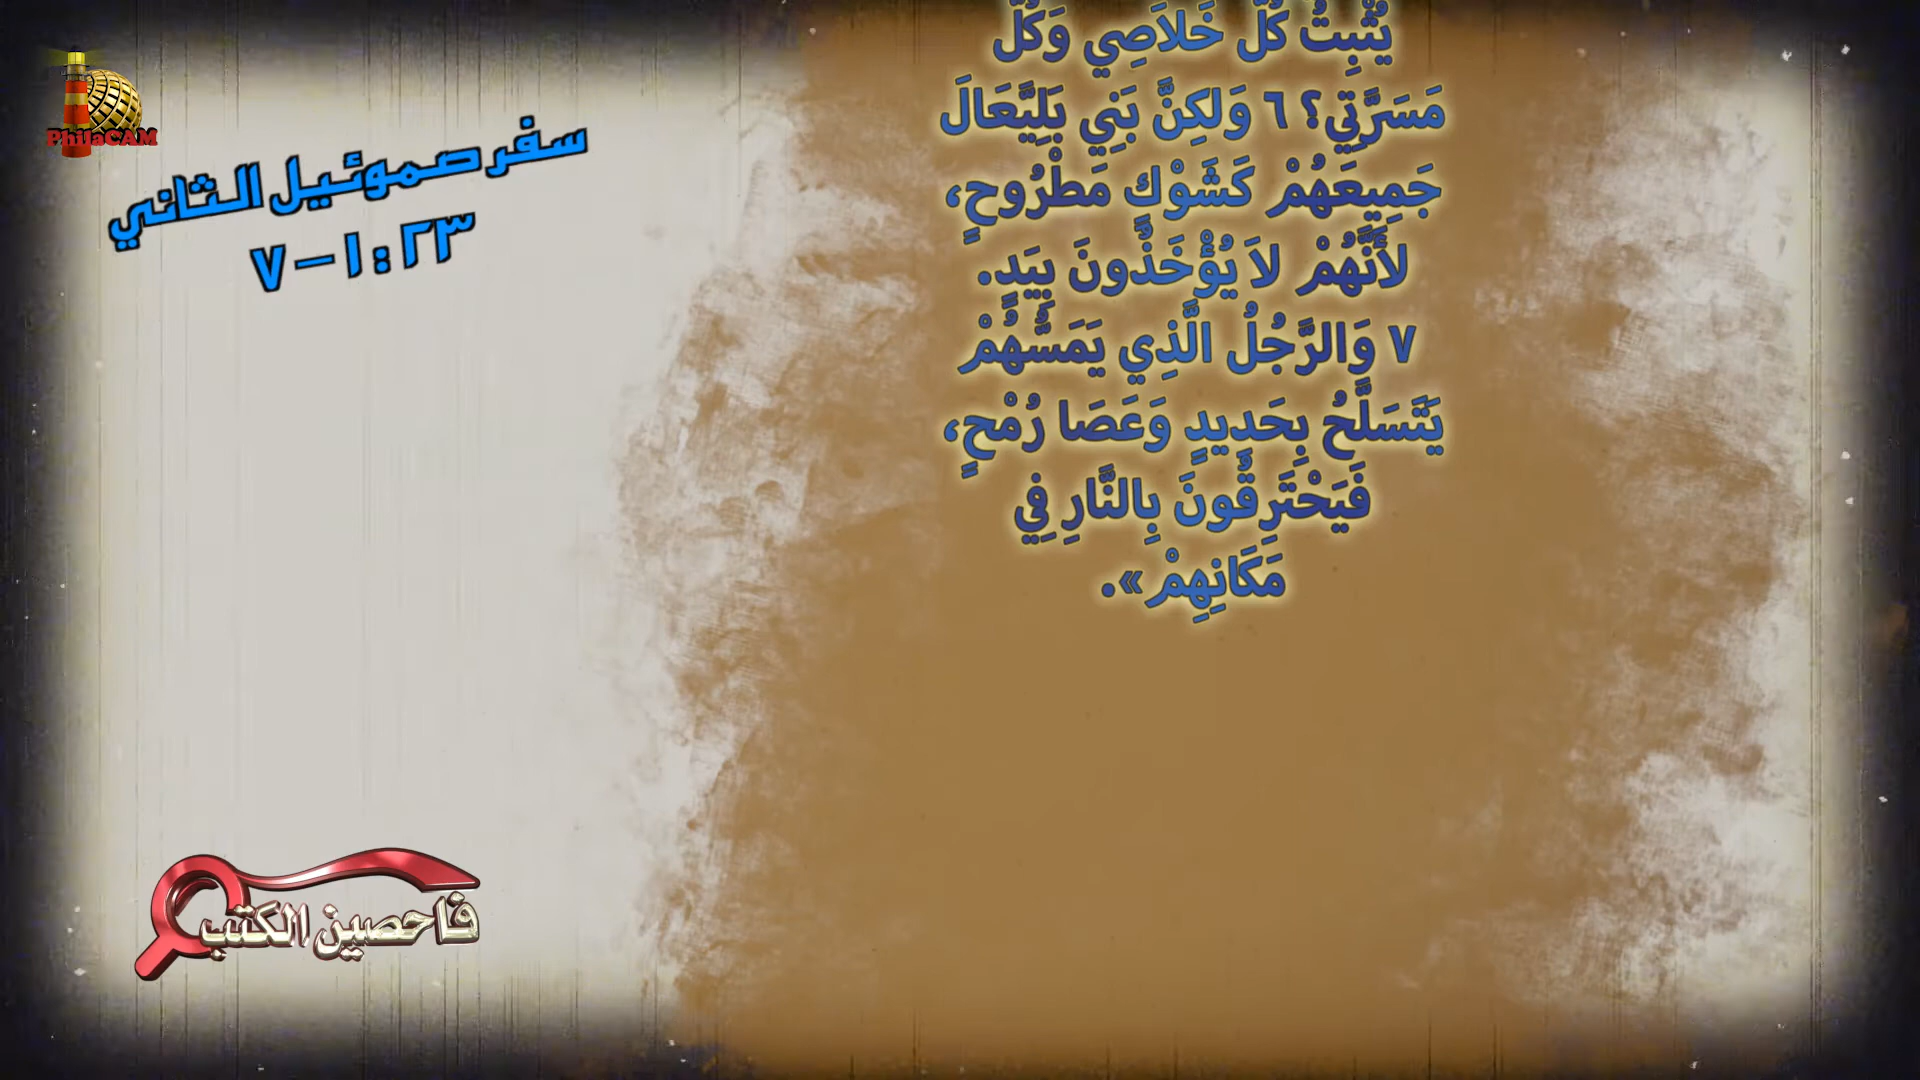 PhilaCAM
سفر صموئيل الثاني
٢٣: ١ – ٧
يُثْبِتُ كُلَّ خَلاَصِي وَكُلَّ
مَسَرَّتِي؟ ٦ وَلكِنَّ بَنِي بَلِيَّعَالَ
جَمِيعَهُمْ كَشَوْكٍ مَطْرُوحٍ،
لأَنَّهُمْ لاَ يُؤْخَذُونَ بِيَدٍ.
٧ وَالرَّجُلُ الَّذِي يَمَسُّهُمْ
يَتَسَلَّحُ بِحَدِيدٍ وَعَصَا رُمْحٍ،
فَيَحْتَرِقُونَ بِالنَّارِ فِي
مَكَانِهِمْ».
فاحصين الكتب